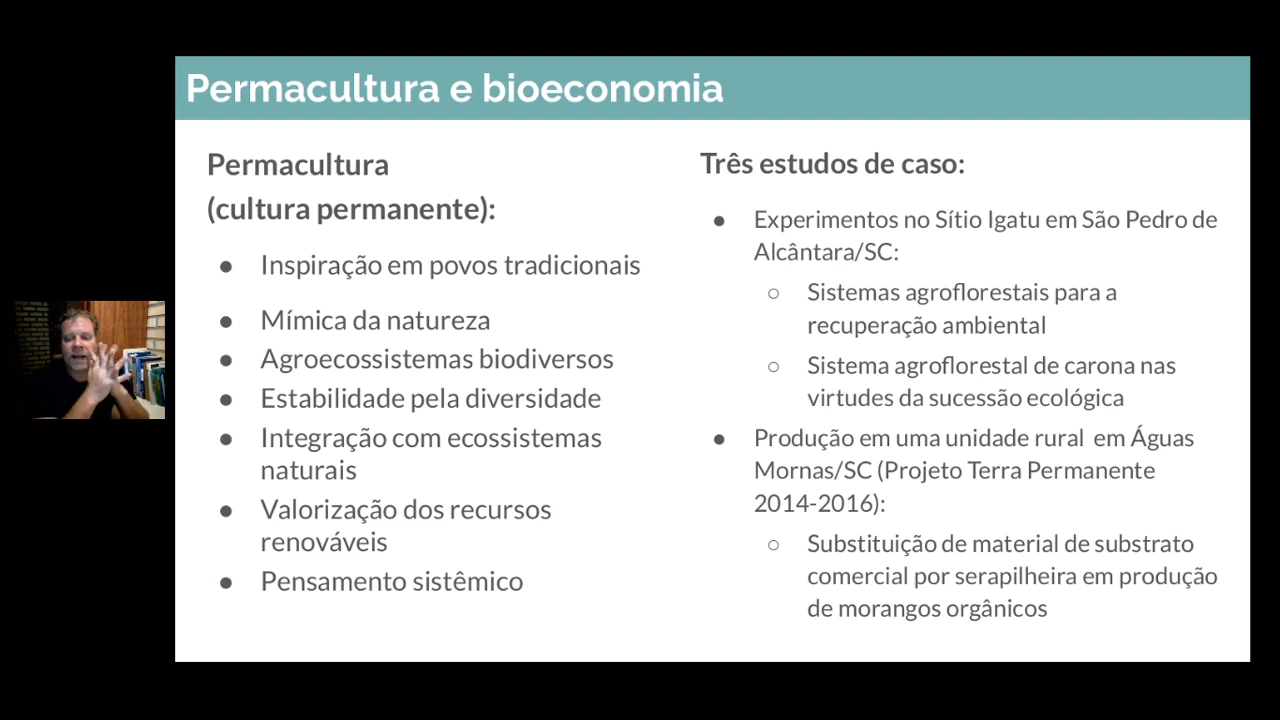 Permacultura e bioeconomia
Permacultura
(cultura permanente):
● Inspiração em povos tradicionais
● Mímica da natureza
● Agroecossistemas biodiversos
● Estabilidade pela diversidade
● Integração com ecossistemas
naturais
● Valorização dos recursos
renováveis
● Pensamento sistêmico
Três estudos de caso:
● Experimentos no Sítio Igatu em São Pedro de
Alcântara/SC:
○ Sistemas agroflorestais para a
recuperação ambiental
○ Sistema agroflorestal de carona nas
virtudes da sucessão ecológica
● Produção em uma unidade rural em Águas
Mornas/SC (Projeto Terra Permanente
2014-2016):
○ Substituição de material de substrato
comercial por serapilheira em produção
de morangos orgânicos